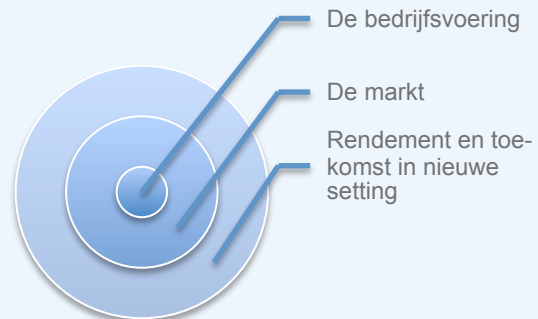 De bedrijfsvoering
De markt
Rendement en toe-
komst in nieuwe
setting